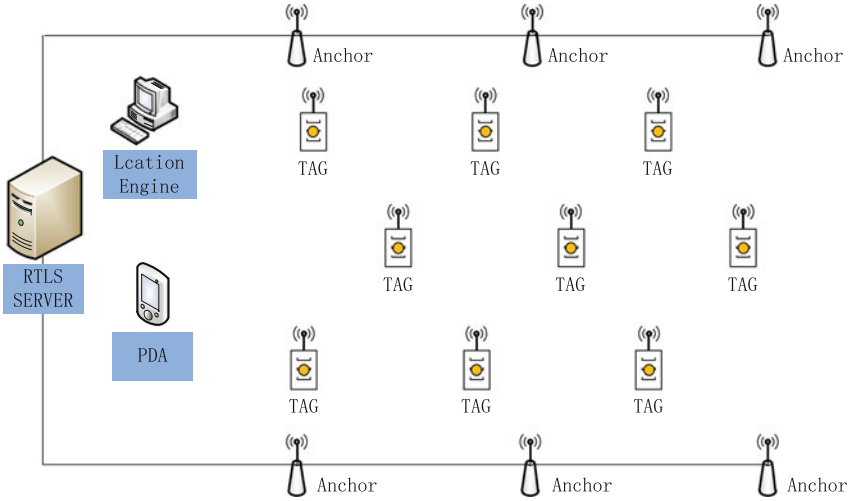 Anchor
Anchor
Anchor
Lcation
Engine
TAG
TAG
TAG
RTLS
SERVER
TAG
TAG
TAG
PDA
TAG
TAG
TAG
Anchor
Anchor
Anchor